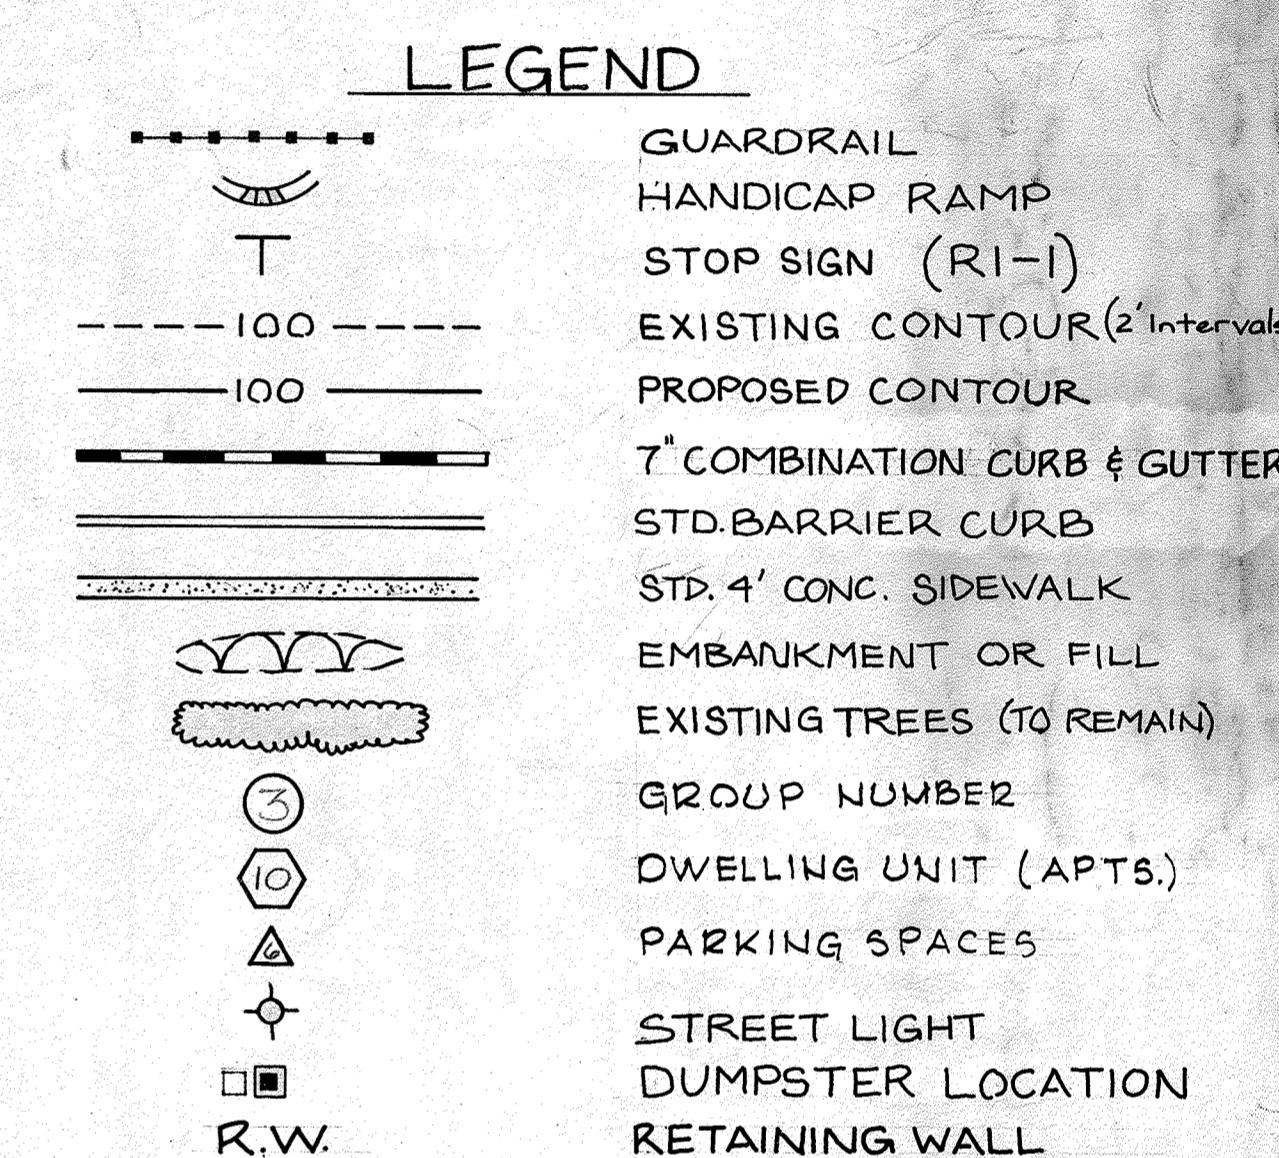 LEGEND
GUARDRAIL
HANDICAP RAMP
STOP SIGN (R1-1)
100 EXISTING CONTOUR (2' Intervals
100 PROPOSED CONTOUR
7" COMBINATION CURB & GUTTER
STD. BARRIER CURB
STD. 4' CONC. SIDEWALK
EMBANKMENT OR FILL
EXISTING TREES (TO REMAIN)
3 GROUP NUMBER
10 DWELLING UNIT (APTS.)
6 PARKING SPACES
STREET LIGHT
DUMPSTER LOCATION
R.W. RETAINING WALL